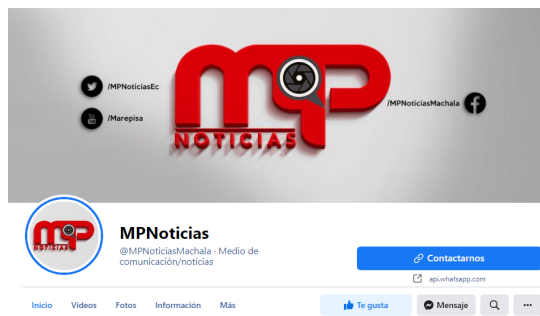 MP
NOTICIAS
/MPNoticiasEc
/Marepisa
/MPNoticiasMachala
MP
NOTICIAS
MPNoticias
@MPNoticiasMachala · Medio de
comunicación/noticias
Contactarnos
api.whatsapp.com
Inicio Videos Fotos Información Más
Te gusta Mensaje